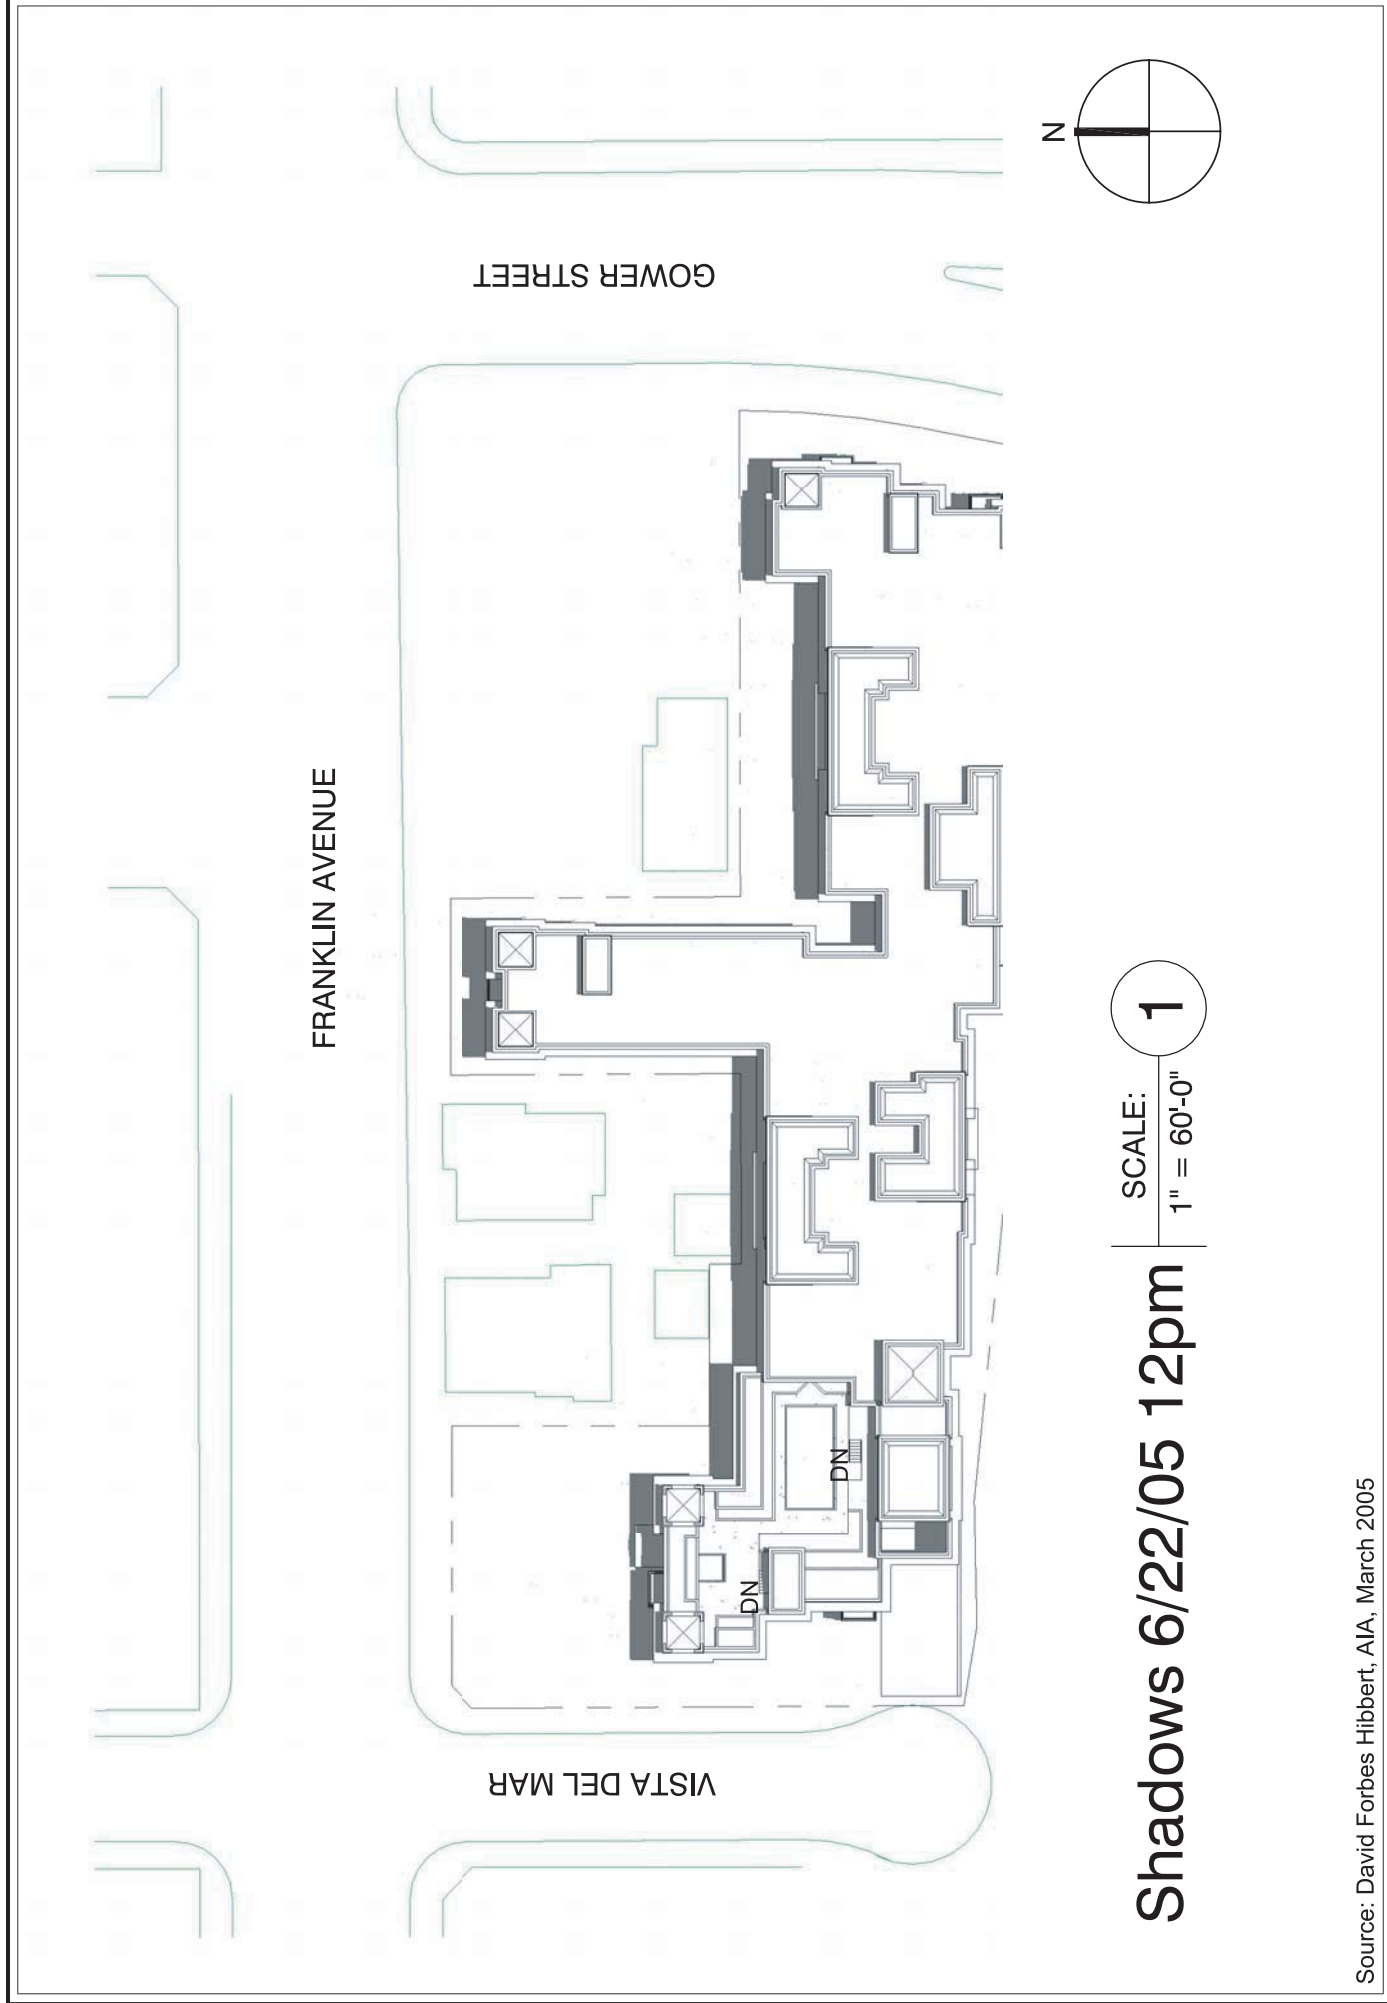 FRANKLIN AVENUE
GOWER STREET
VISTA DEL MAR
DN
DN
N
Shadows 6/22/05 12pm
SCALE:
1" = 60'-0"
1
Source: David Forbes Hibbert, AIA, March 2005